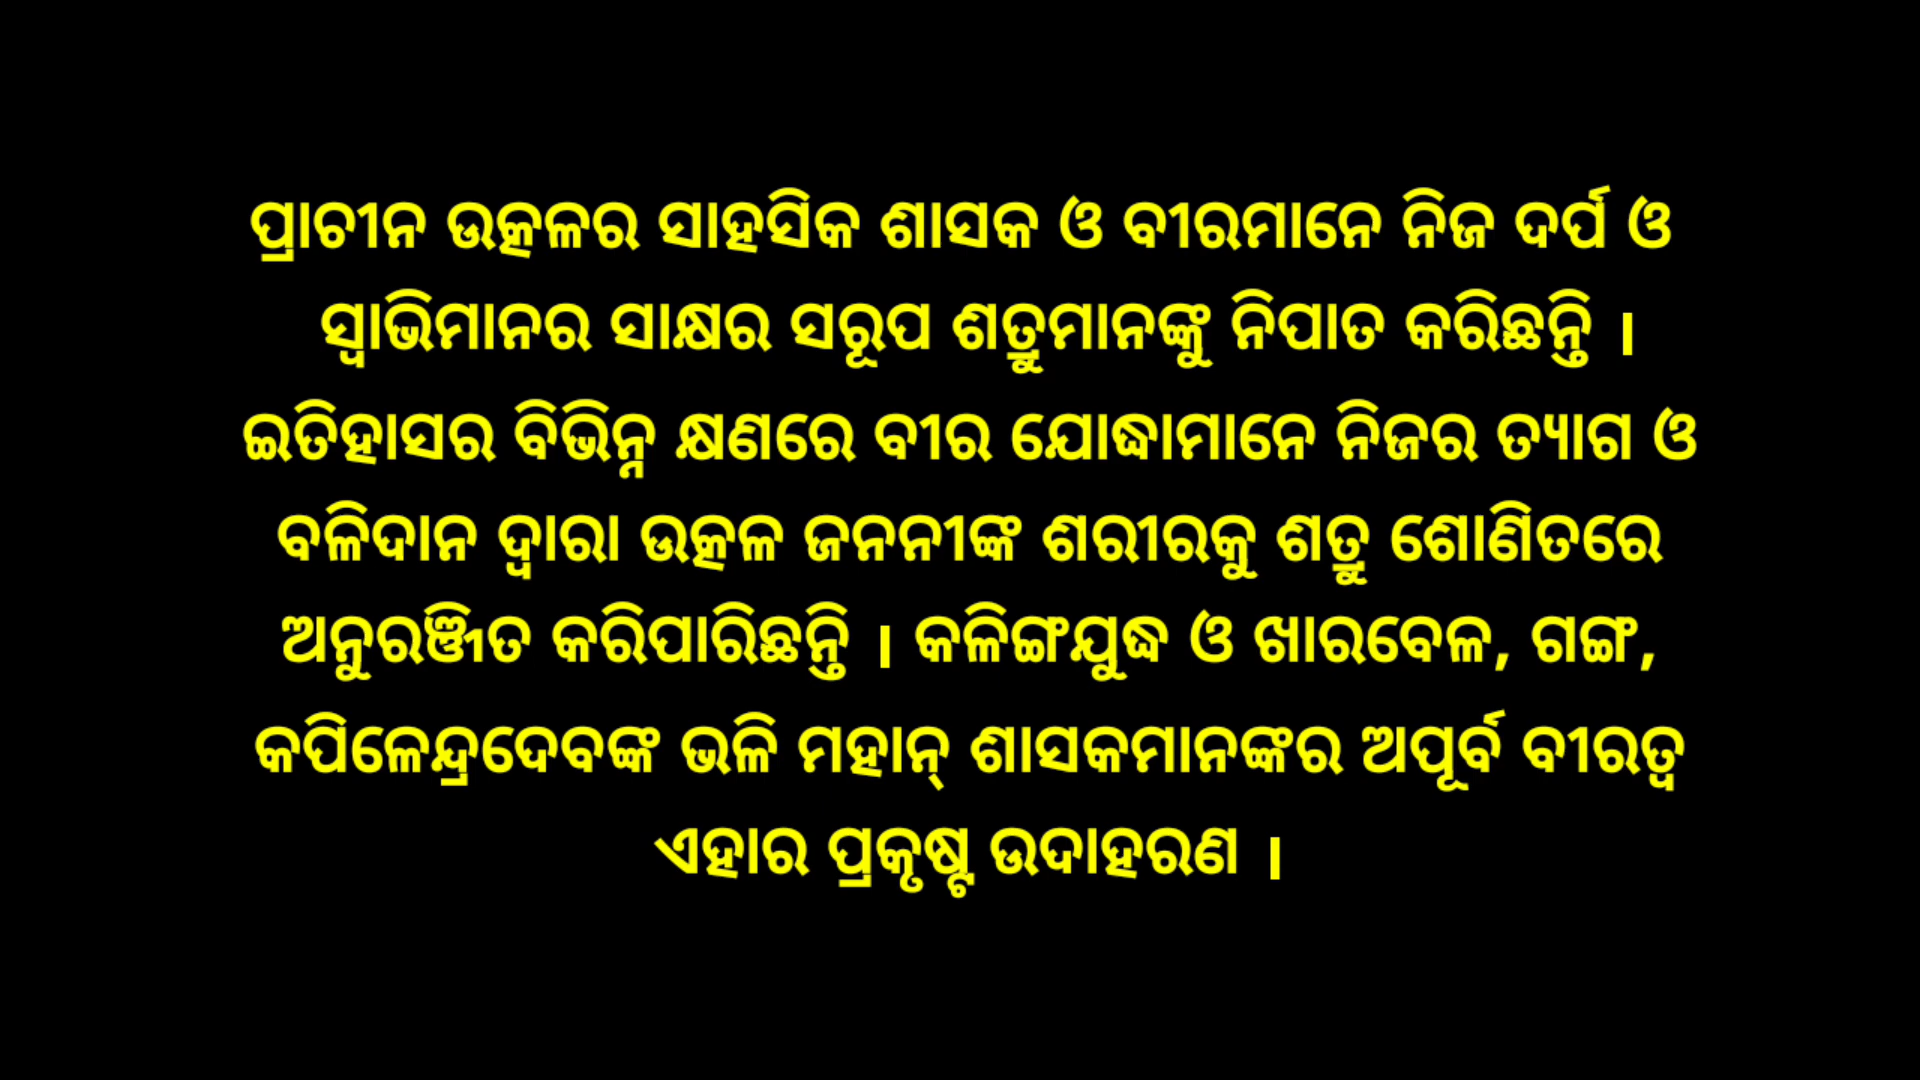 ପ୍ରାଚୀନ ଉତ୍କଳର ସାହସିକ ଶାସକ ଓ ବୀରମାନେ ନିଜ ଦର୍ପ ଓ
ସ୍ଵାଭିମାନର ସାକ୍ଷର ସରୂପ ଶତ୍ରୁମାନଙ୍କୁ ନିପାତ କରିଛନ୍ତି ।
ଇତିହାସର ବିଭିନ୍ନ କ୍ଷଣରେ ବୀର ଯୋଦ୍ଧାମାନେ ନିଜର ତ୍ୟାଗ ଓ
ବଳିଦାନ ଦ୍ଵାରା ଉତ୍କଳ ଜନନୀଙ୍କ ଶରୀରକୁ ଶତ୍ରୁ ଶୋଣିତରେ
ଅନୁରଞ୍ଜିତ କରିପାରିଛନ୍ତି । କଳିଙ୍ଗଯୁଦ୍ଧ ଓ ଖାରବେଳ, ଗଙ୍ଗ,
କପିଳେନ୍ଦ୍ରଦେବଙ୍କ ଭଳି ମହାନ୍ ଶାସକମାନଙ୍କର ଅପୂର୍ବ ବୀରତ୍ଵ
ଏହାର ପ୍ରକୃଷ୍ଟ ଉଦାହରଣ ।